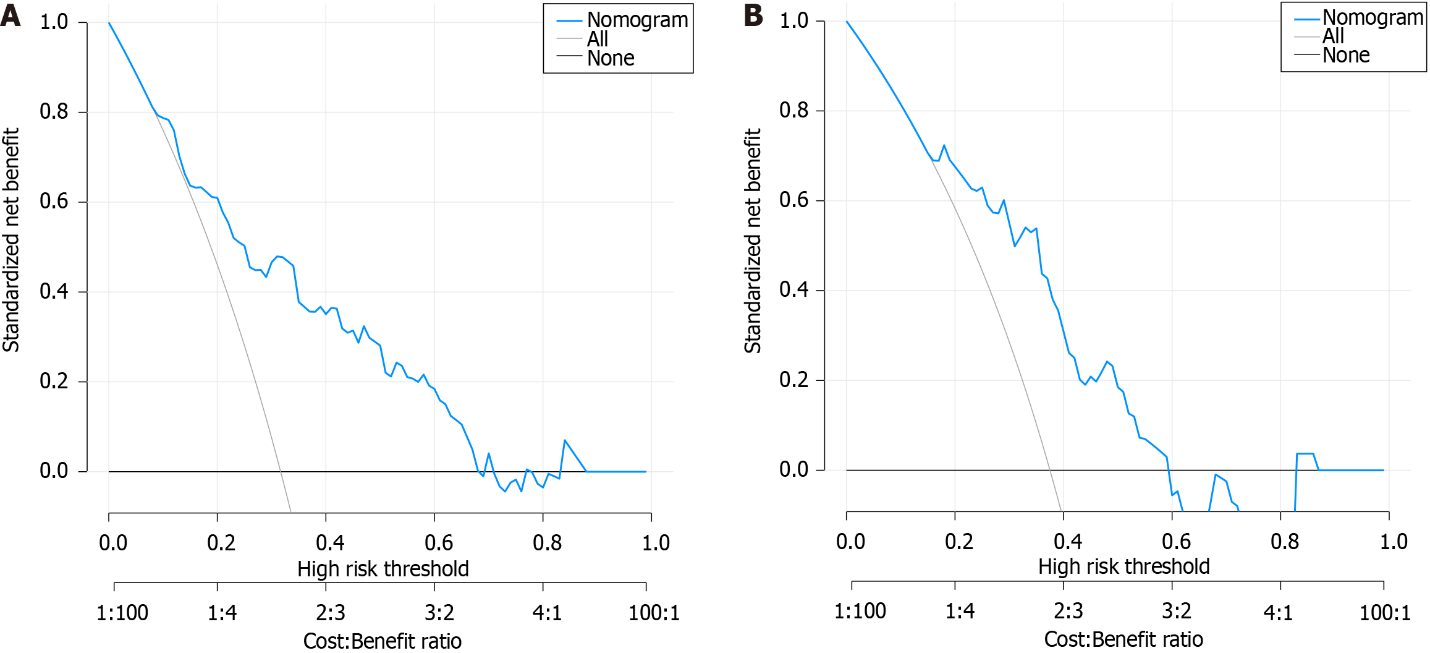 A
Standardized net benefit
1.0
0.8
0.6
0.4
0.2
0.0
Nomogram
All
None
0.0 0.2 0.4 0.6 0.8 1.0
High risk threshold
1:100 1:4 2:3 3:2 4:1 100:1
Cost:Benefit ratio
B
Standardized net benefit
1.0
0.8
0.6
0.4
0.2
0.0
Nomogram
All
None
0.0 0.2 0.4 0.6 0.8 1.0
High risk threshold
1:100 1:4 2:3 3:2 4:1 100:1
Cost:Benefit ratio